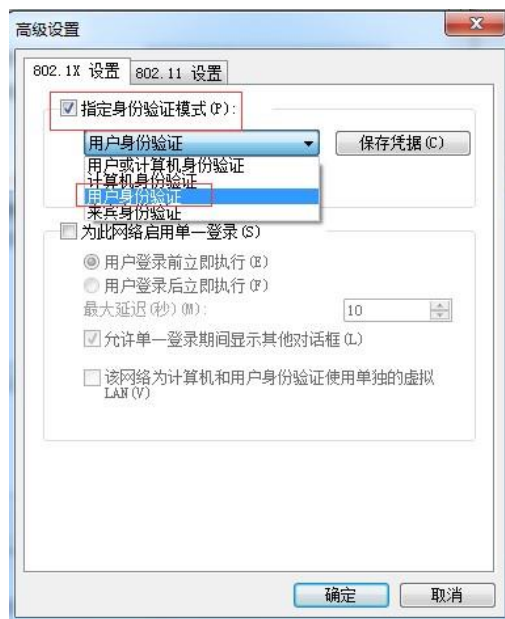 高级设置
802.1X 设置 802.11 设置
指定身份验证模式(P):
用户身份验证 保存凭据(C)
用户或计算机身份验证
计算机身份验证
用户身份验证
来宾身份验证
为此网络启用单一登录(S)
用户登录前立即执行(E)
用户登录后立即执行(F)
最大延迟(秒)(M): 10
允许单一登录期间显示其他对话框(L)
该网络为计算机和用户身份验证使用单独的虚拟
LAN(V)
确定 取消